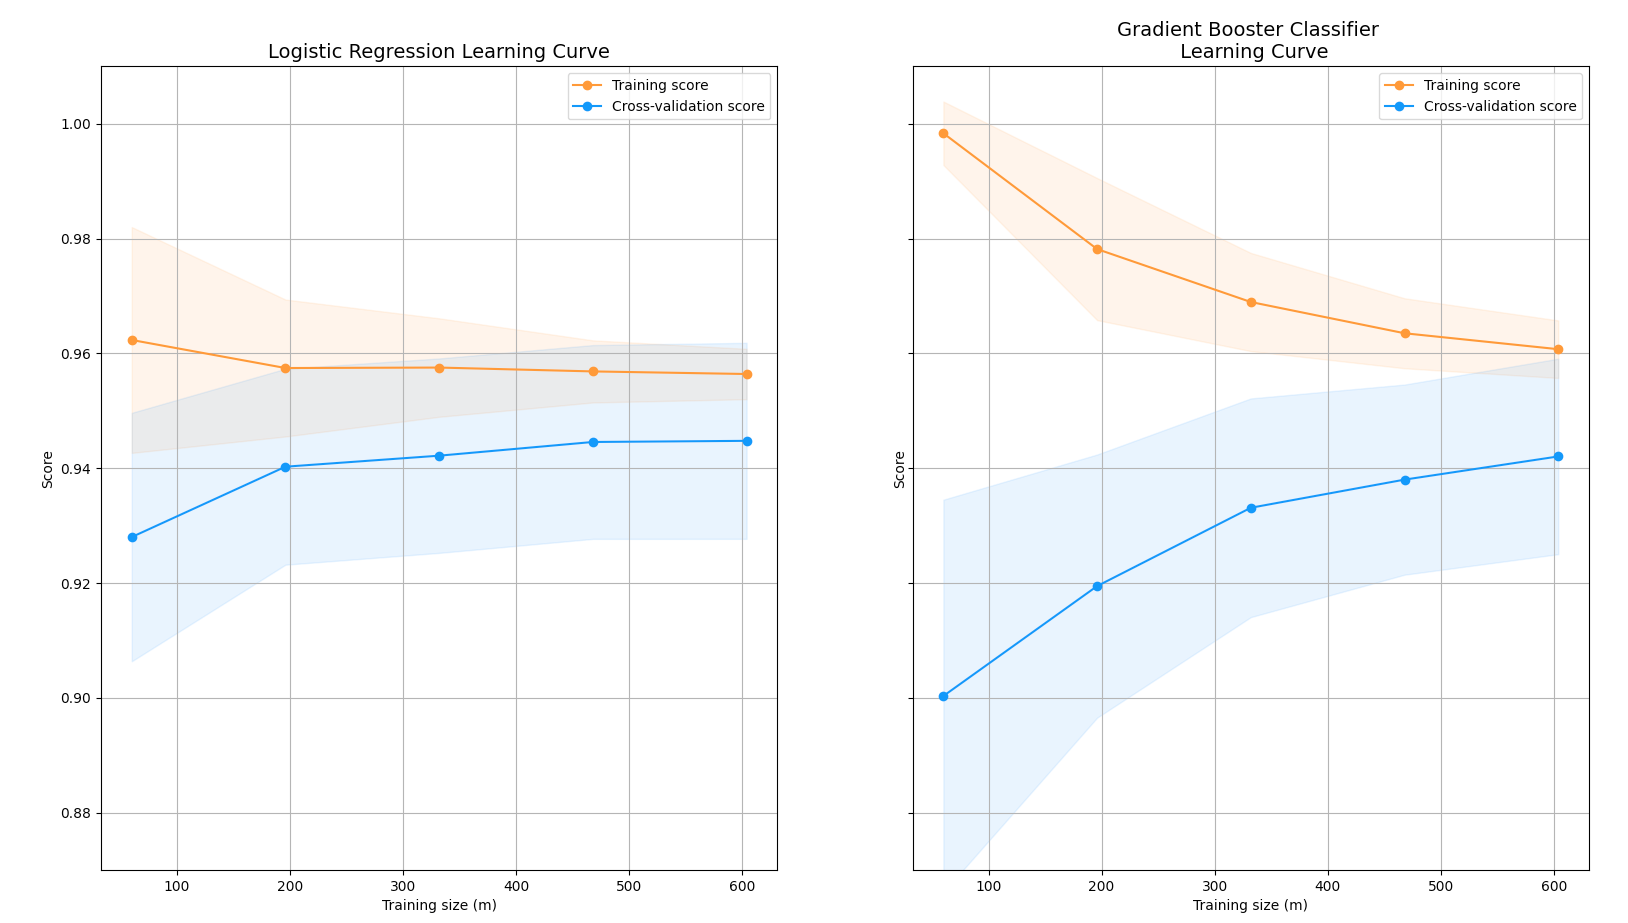 Logistic Regression Learning Curve
Training score
Cross-validation score
1.00
0.98
0.96
0.94
0.92
0.90
0.88
Score
100 200 300 400 500 600
Training size (m)
Gradient Booster Classifier
Learning Curve
Training score
Cross-validation score
Score
100 200 300 400 500 600
Training size (m)